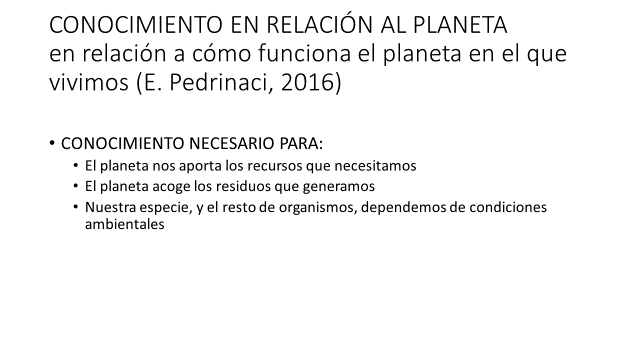 CONOCIMIENTO EN RELACIÓN AL PLANETA
en relación a cómo funciona el planeta en el que
vivimos (E. Pedrinaci, 2016)
• CONOCIMIENTO NECESARIO PARA:
• El planeta nos aporta los recursos que necesitamos
• El planeta acoge los residuos que generamos
• Nuestra especie, y el resto de organismos, dependemos de condiciones
ambientales